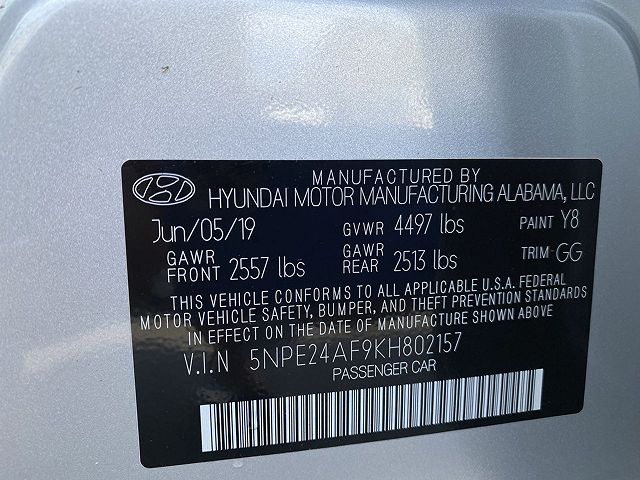 MANUFACTURED BY
HYUNDAI MOTOR MANUFACTURING ALABAMA, LLC
Jun/05/19 GVWR 4497 lbs PAINT Y8
GAWR FRONT 2557 lbs GAWR REAR 2513 lbs TRIM-GG
THIS VEHICLE CONFORMS TO ALL APPLICABLE U.S.A. FEDERAL
MOTOR VEHICLE SAFETY, BUMPER, AND THEFT PREVENTION STANDARDS
IN EFFECT ON THE DATE OF MANUFACTURE SHOWN ABOVE
V.I.N 5NPE24AF9KH802157
PASSENGER CAR